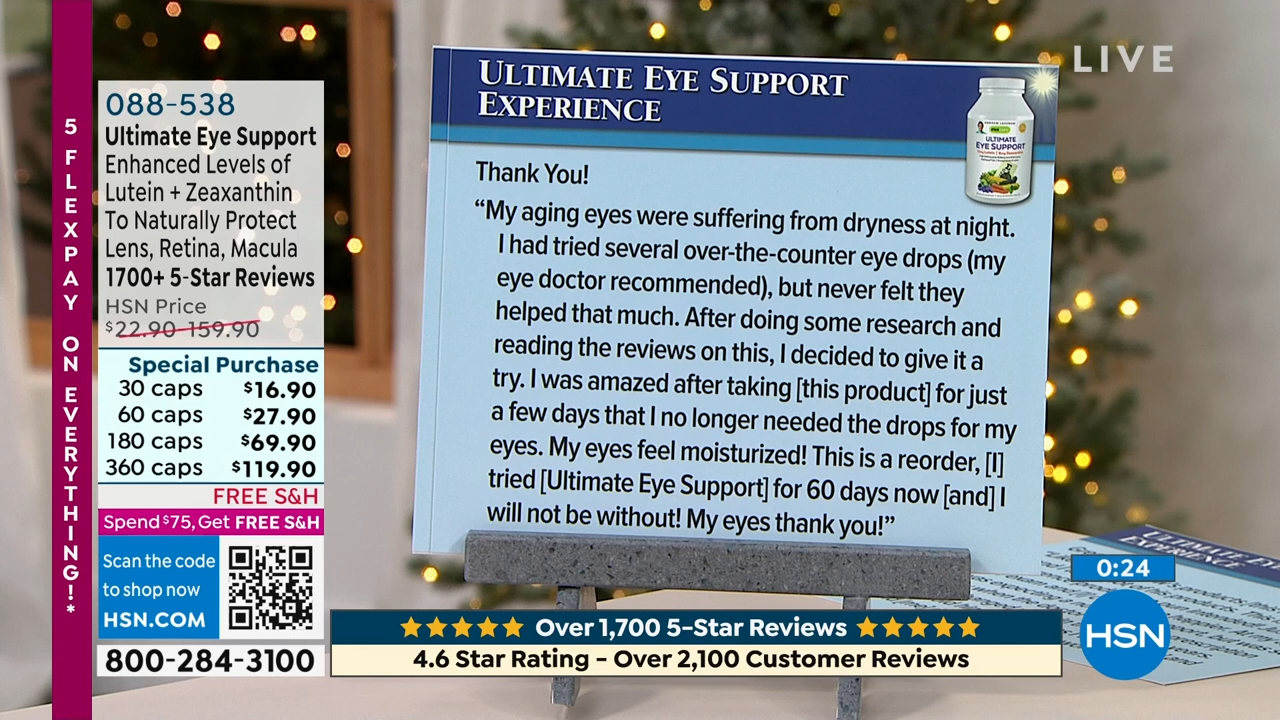 5 FLEXPAY ON EVERYTHING!*
088-538
Ultimate Eye Support
Enhanced Levels of
Lutein + Zeaxanthin
To Naturally Protect
Lens, Retina, Macula
1700+ 5-Star Reviews
HSN Price
$22.90-159.90
Special Purchase
30 caps $16.90
60 caps $27.90
180 caps $69.90
360 caps $119.90
FREE S&H
Spend $75, Get FREE S&H
Scan the code
to shop now
HSN.COM
800-284-3100
LIVE
ULTIMATE EYE SUPPORT
EXPERIENCE
ULTIMATE
EYE SUPPORT
Thank You!
“My aging eyes were suffering from dryness at night.
I had tried several over-the-counter eye drops (my
eye doctor recommended), but never felt they
helped that much. After doing some research and
reading the reviews on this, I decided to give it a
try. I was amazed after taking [this product] for just
a few days that I no longer needed the drops for my
eyes. My eyes feel moisturized! This is a reorder, [I]
tried [Ultimate Eye Support] for 60 days now [and] I
will not be without! My eyes thank you!”
ULTIMATE EYE
EXPERIENCE
0:24
HSN
Over 1,700 5-Star Reviews
4.6 Star Rating – Over 2,100 Customer Reviews